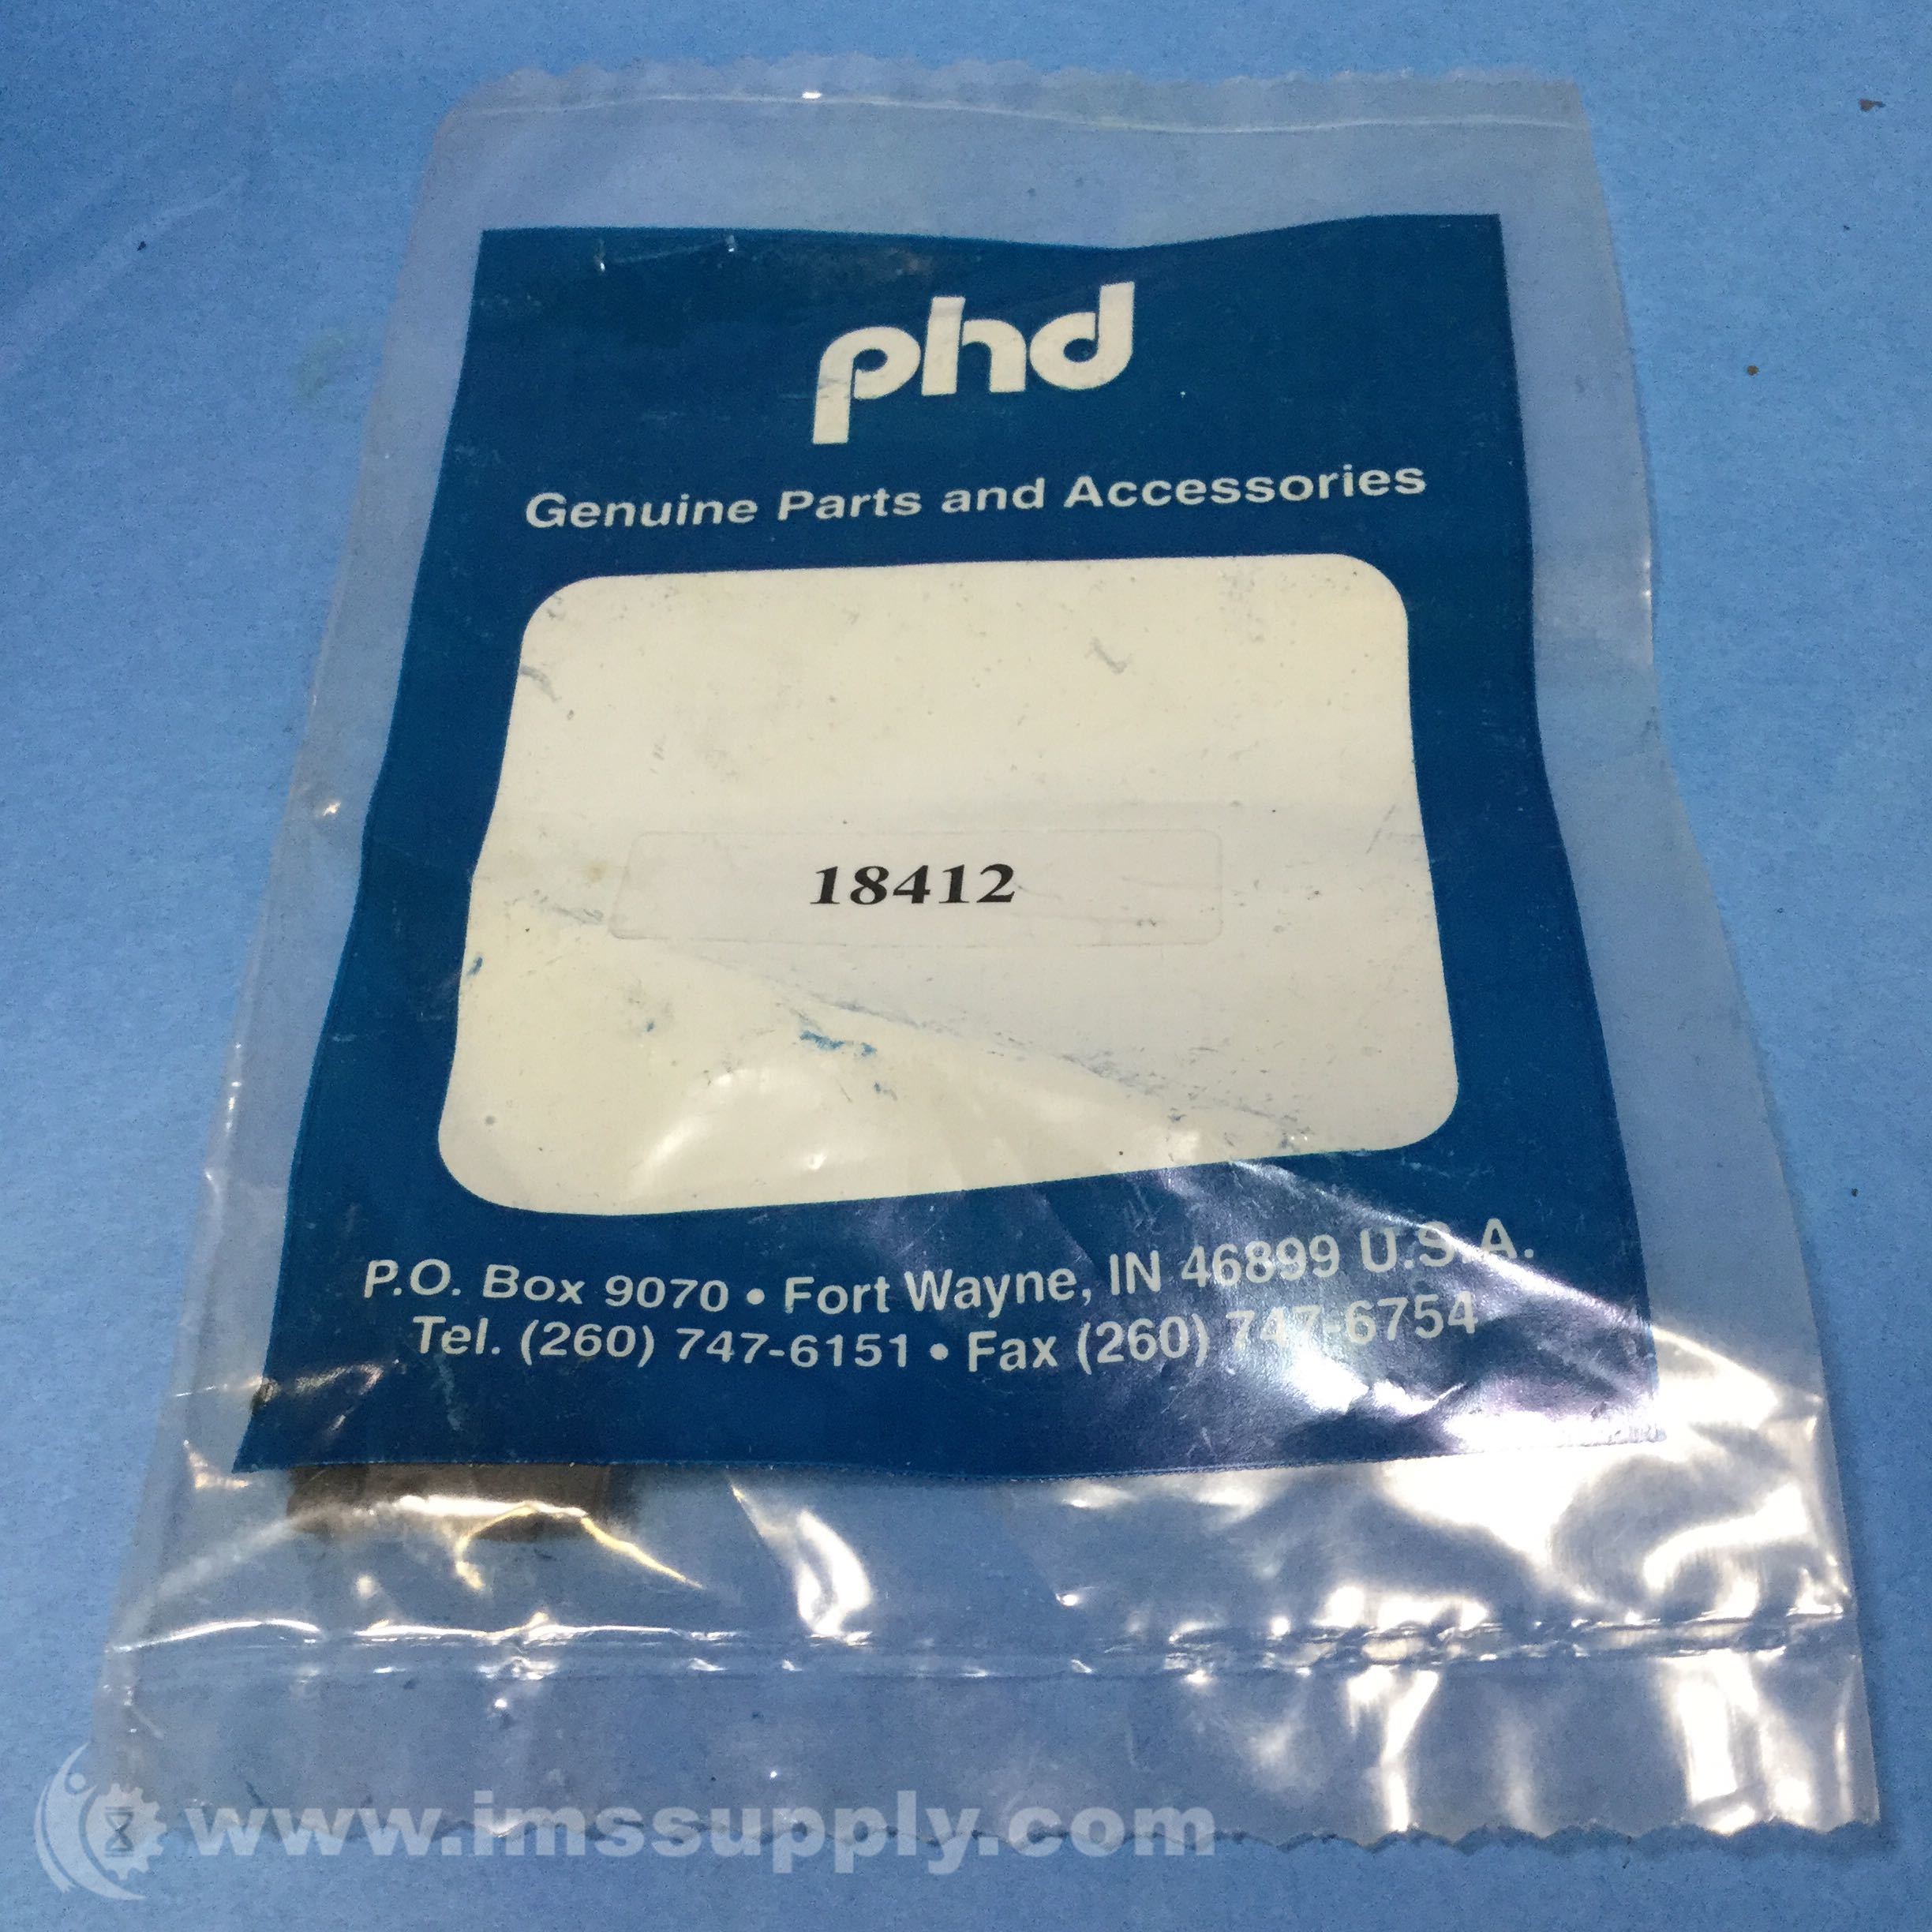 phd
Genuine Parts and Accessories
18412
P.O. Box 9070 • Fort Wayne, IN 46899 U.S.A.
Tel. (260) 747-6151 • Fax (260) 747-6754
www.imssupply.com